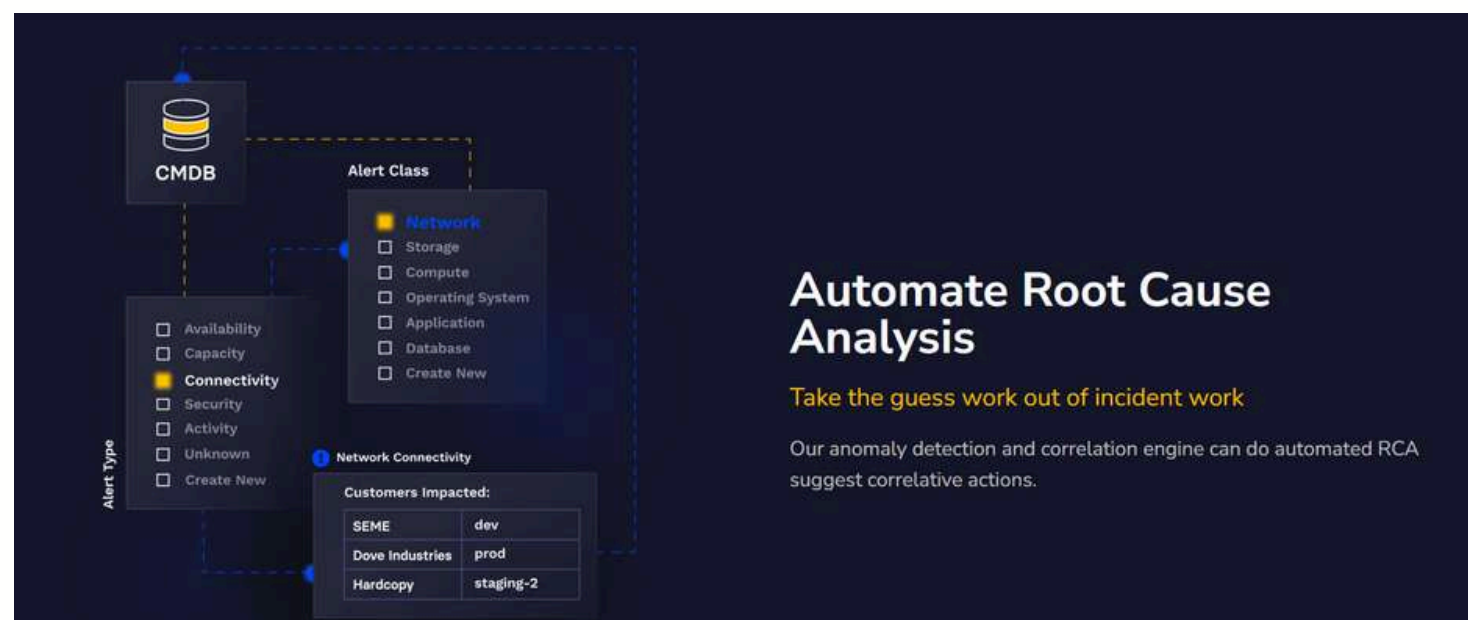 CMDB
Alert Class
Network
Storage
Compute
Operating System
Application
Database
Create New
Alert Type
Availability
Capacity
Connectivity
Security
Activity
Unknown
Create New
Network Connectivity
Customers Impacted:
SEME dev
Dove Industries prod
Hardcopy staging-2
Automate Root Cause
Analysis
Take the guess work out of incident work
Our anomaly detection and correlation engine can do automated RCA
suggest correlative actions.